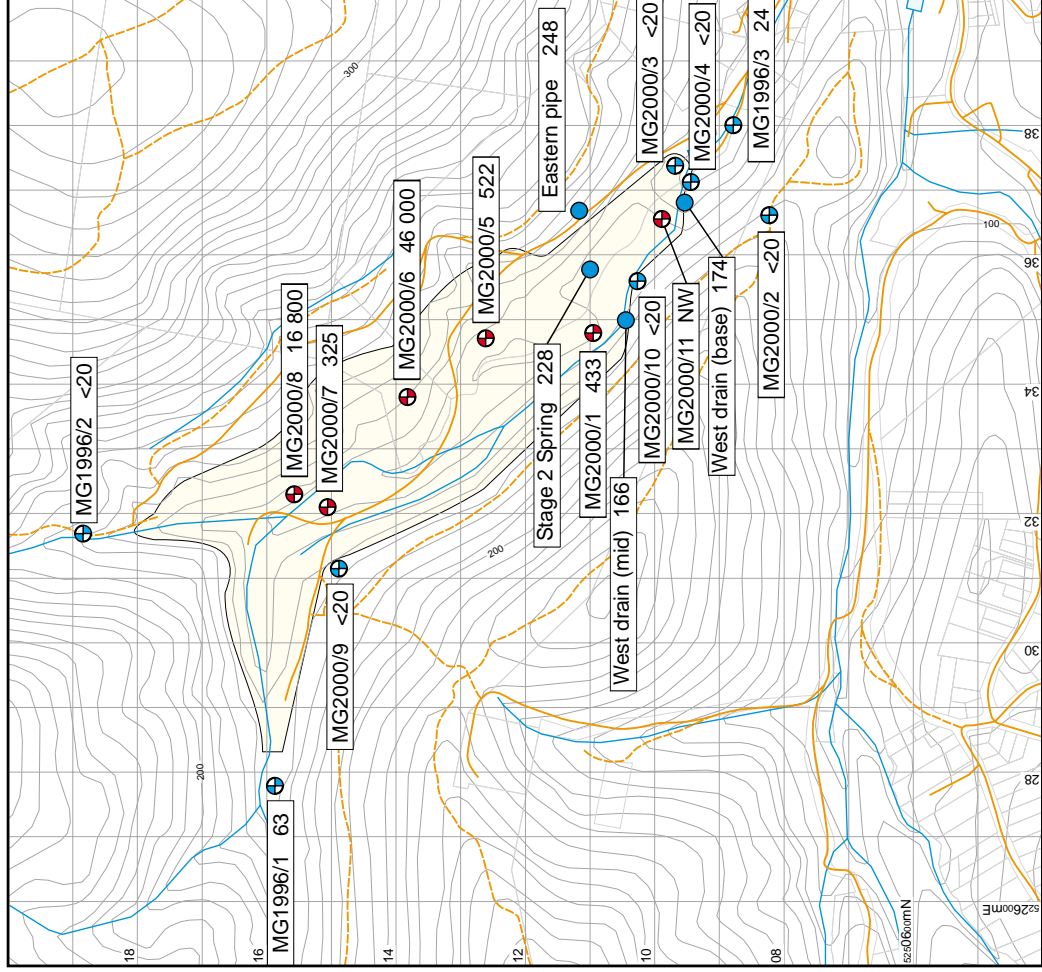 MG1996/2 <20
MG2000/8 16 800
MG2000/7 325
MG2000/6 46 000
MG2000/5 522
Eastern pipe 248
MG2000/3 <20
MG2000/4 <20
MG1996/3 24
MG1996/1 63
MG2000/9 <20
Stage 2 Spring 228
MG2000/1 433
West drain (mid) 166
MG2000/10 <20
MG2000/11 NW
West drain (base) 174
MG2000/2 <20
300
200
200
100
18
16
14
12
10
08
5250600mN
522600mE
28
30
32
34
36
38